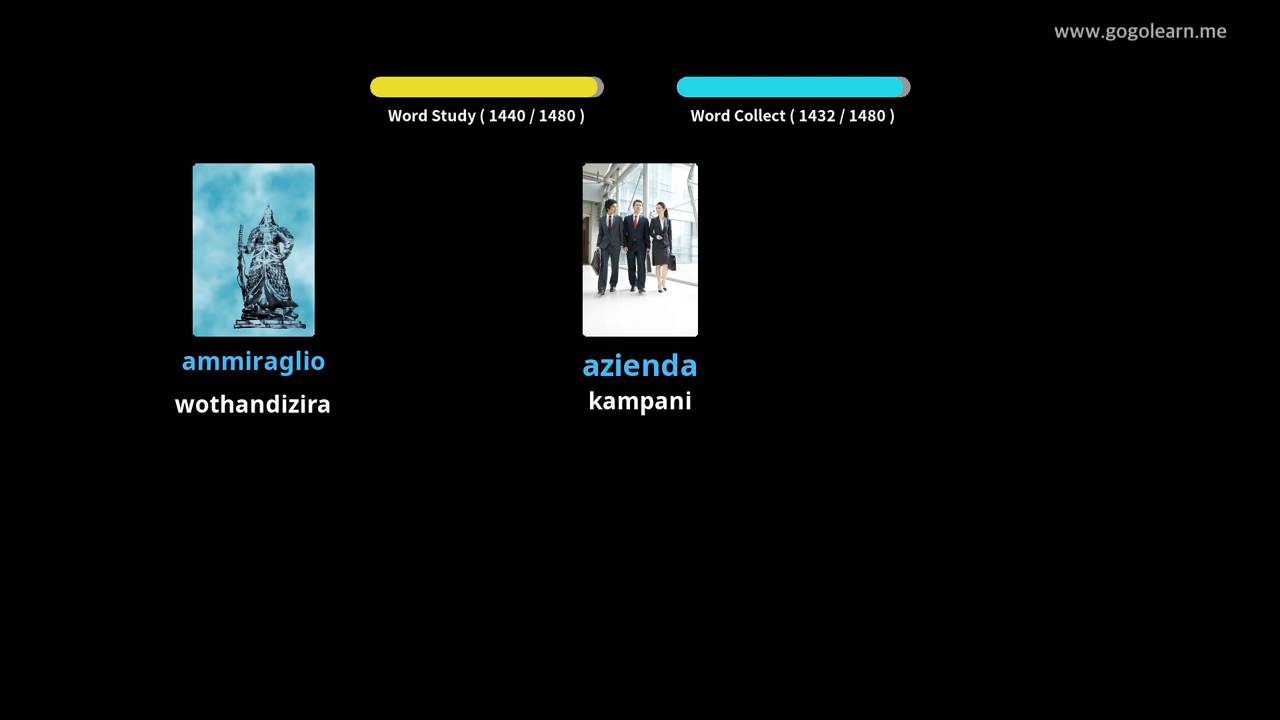 www.gogolearn.me
Word Study ( 1440 / 1480 )
Word Collect ( 1432 / 1480 )
ammiraglio
wothandizira
azienda
kampani